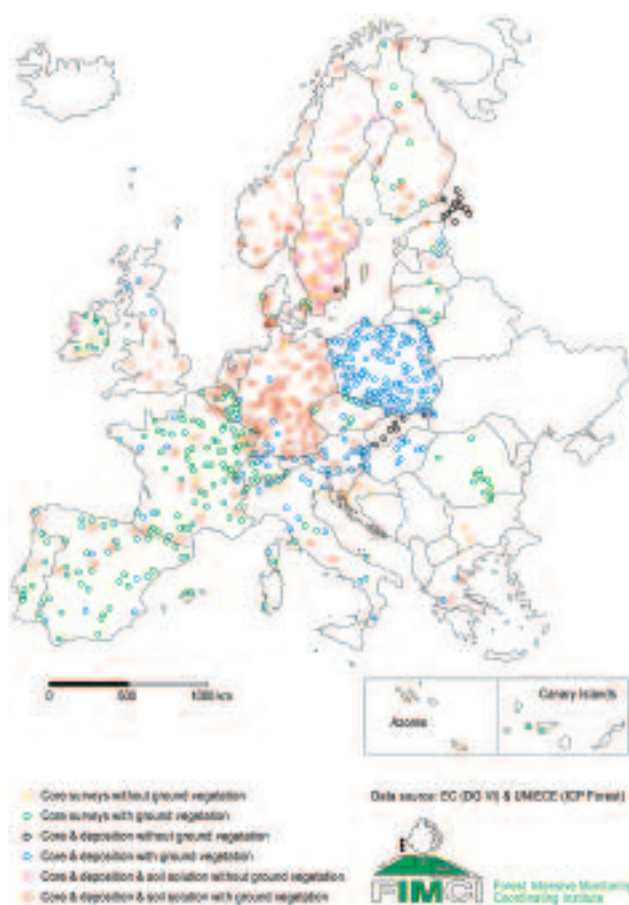 0 500 1000 km
Azores
Canary Islands
Core surveys without ground vegetation
Core surveys with ground vegetation
Core & deposition without ground vegetation
Core & deposition with ground vegetation
Core & deposition & soil solution without ground vegetation
Core & deposition & soil solution with ground vegetation
Data source: EC (DG VI) & UN/ECE (ICP Forest)
FIMCI
Forest Intensive Monitoring
Coordinating Institute